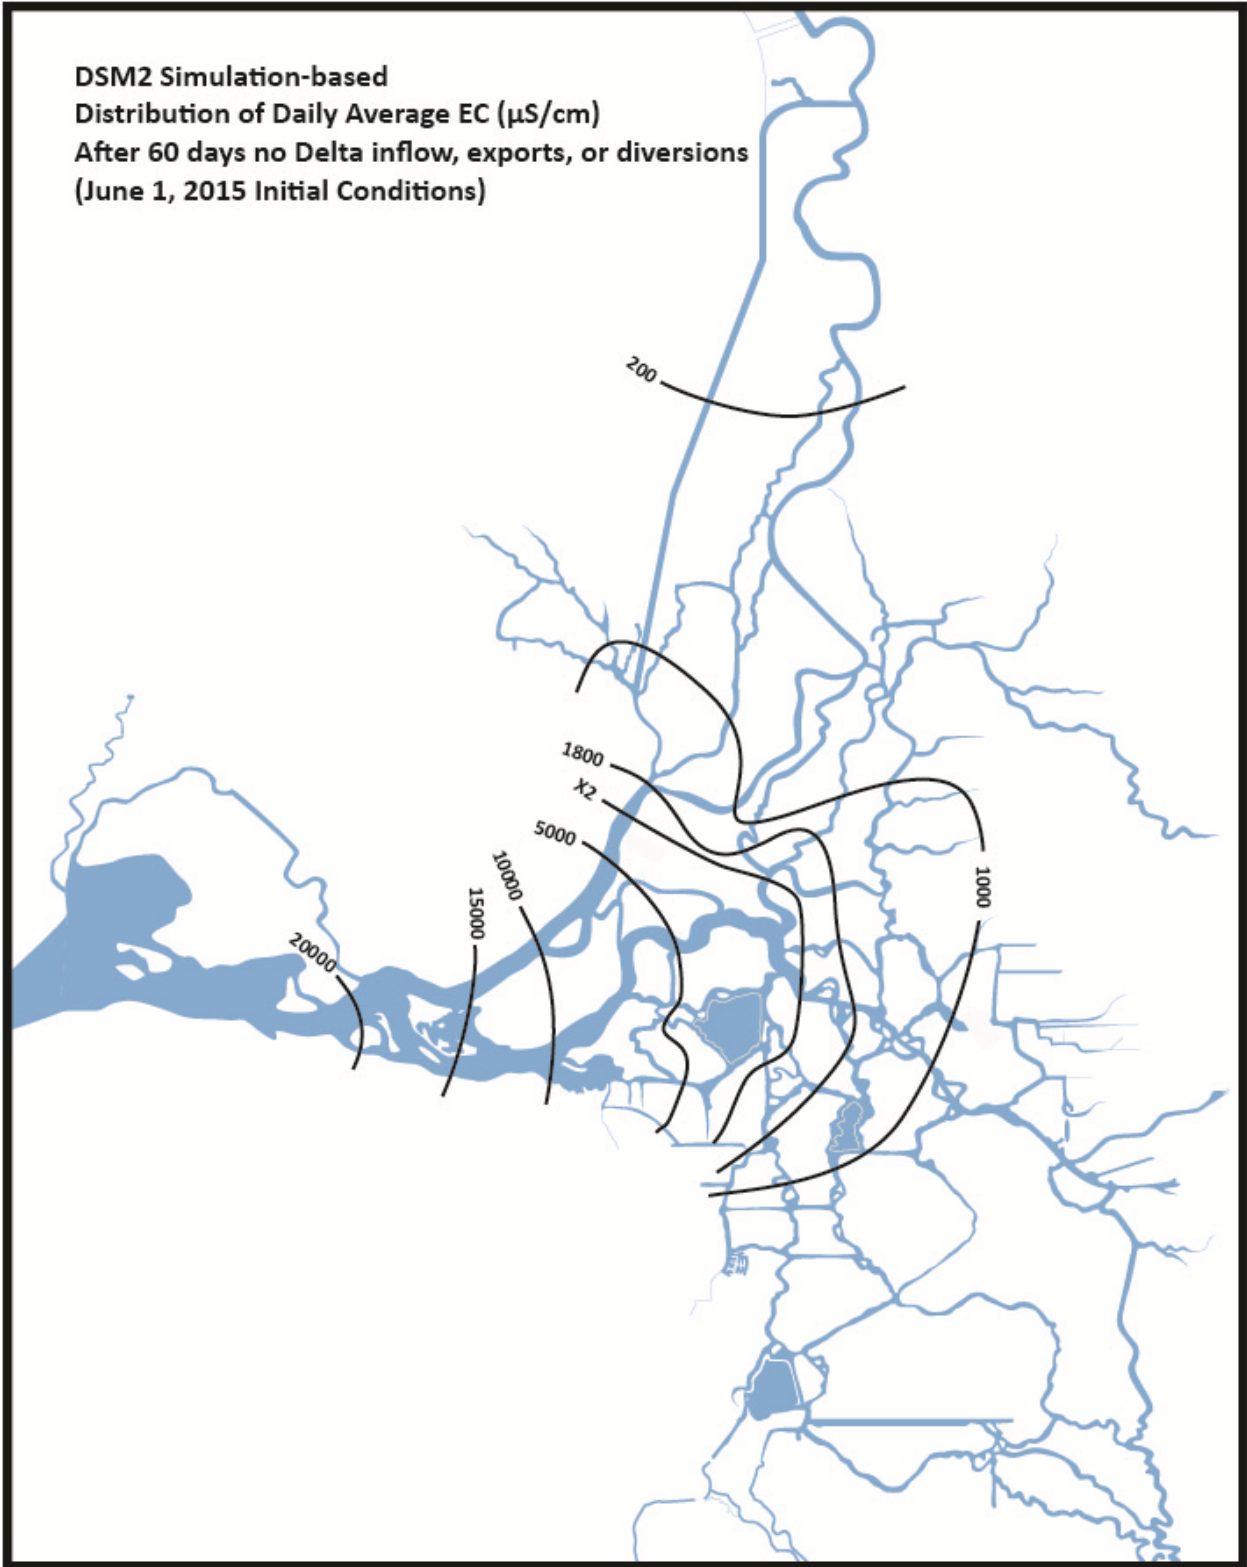 DSM2 Simulation-based
Distribution of Daily Average EC (µS/cm)
After 60 days no Delta inflow, exports, or diversions
(June 1, 2015 Initial Conditions)
200
1800
X2
5000
10000
15000
20000
1000